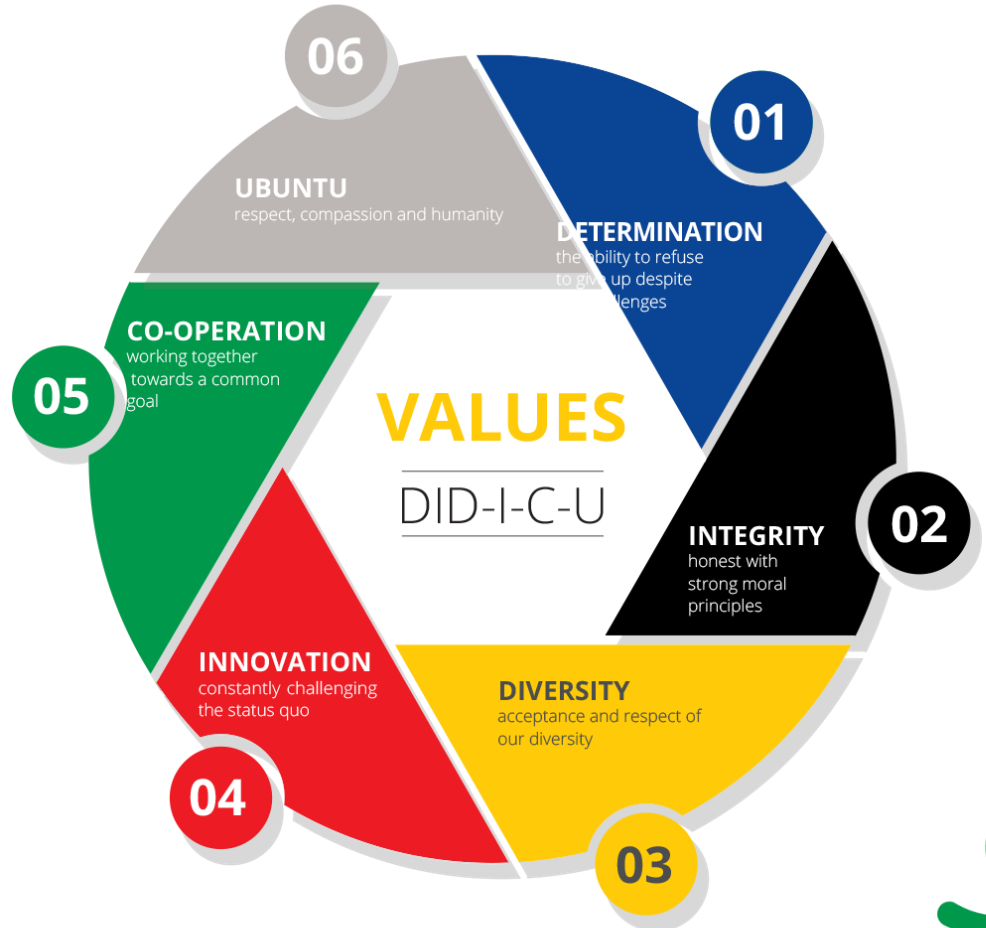 VALUES
DID-I-C-U
01
DETERMINATION
the ability to refuse
to give up despite
llenges
02
INTEGRITY
honest with
strong moral
principles
03
DIVERSITY
acceptance and respect of
our diversity
04
INNOVATION
constantly challenging
the status quo
05
CO-OPERATION
working together
towards a common
goal
06
UBUNTU
respect, compassion and humanity